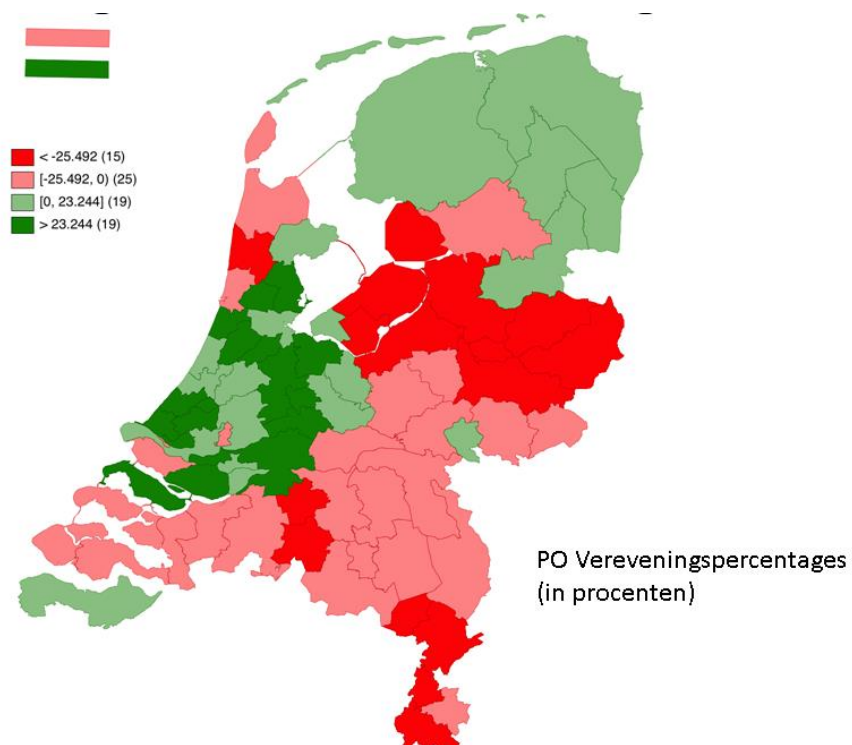 < -25.492 (15)
[-25.492, 0) (25)
[0, 23.244] (19)
> 23.244 (19)
PO Vereveningspercentages
(in procenten)